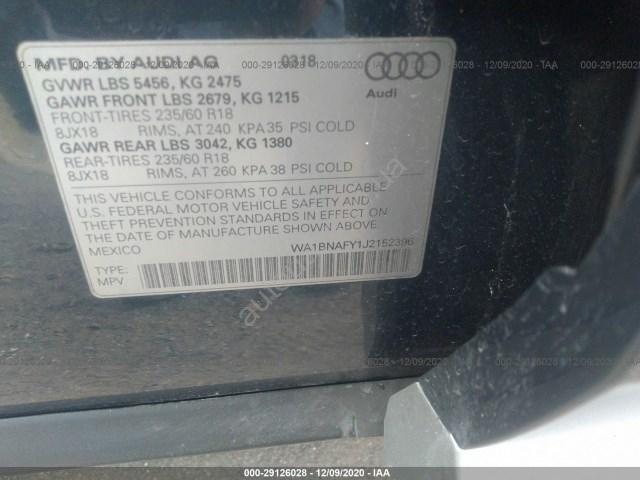 MFD. BY AUDI AG 0318
GVWR LBS 5456, KG 2475
GAWR FRONT LBS 2679, KG 1215
FRONT-TIRES 235/60 R18
8JX18 RIMS, AT 240 KPA 35 PSI COLD
GAWR REAR LBS 3042, KG 1380
REAR-TIRES 235/60 R18
8JX18 RIMS, AT 260 KPA 38 PSI COLD
Audi
THIS VEHICLE CONFORMS TO ALL APPLICABLE
U.S. FEDERAL MOTOR VEHICLE SAFETY AND
THEFT PREVENTION STANDARDS IN EFFECT ON
THE DATE OF MANUFACTURE SHOWN ABOVE.
MEXICO WA1BNAFY1J2152396
TYPE:
MPV
000-29126028 - 12/09/2020 - IAA